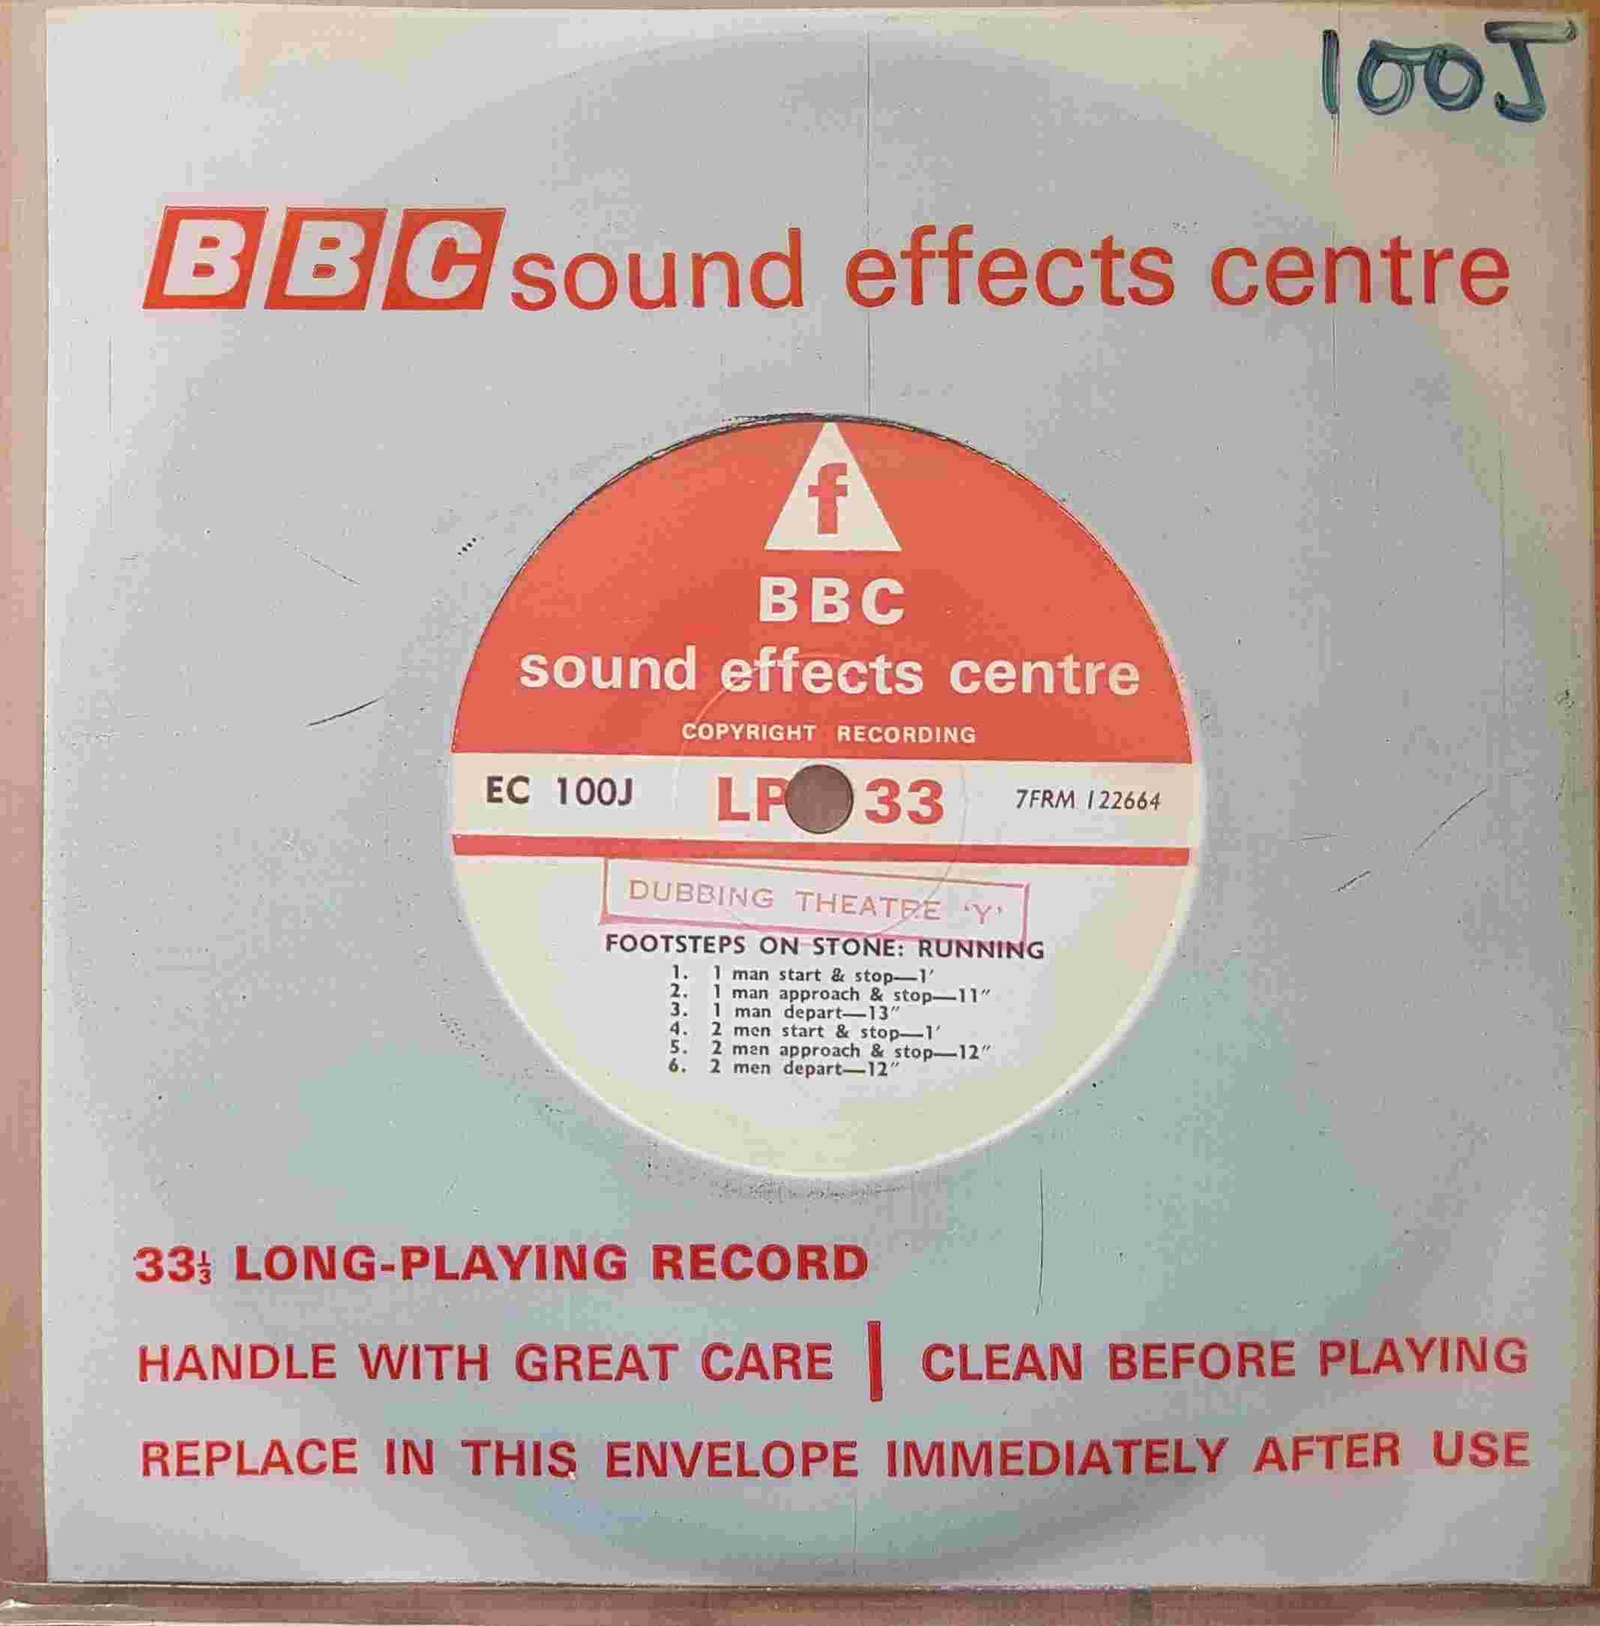 100J
BBC sound effects centre
f
BBC
sound effects centre
COPYRIGHT RECORDING
EC 100J LP 33 7FRM 122664
DUBBING THEATRE 'Y'
FOOTSTEPS ON STONE: RUNNING
1. 1 man start & stop—1′
2. 1 man approach & stop—11″
3. 1 man depart—13″
4. 2 men start & stop—1′
5. 2 men approach & stop—12″
6. 2 men depart—12″
33⅓ LONG-PLAYING RECORD
HANDLE WITH GREAT CARE | CLEAN BEFORE PLAYING
REPLACE IN THIS ENVELOPE IMMEDIATELY AFTER USE